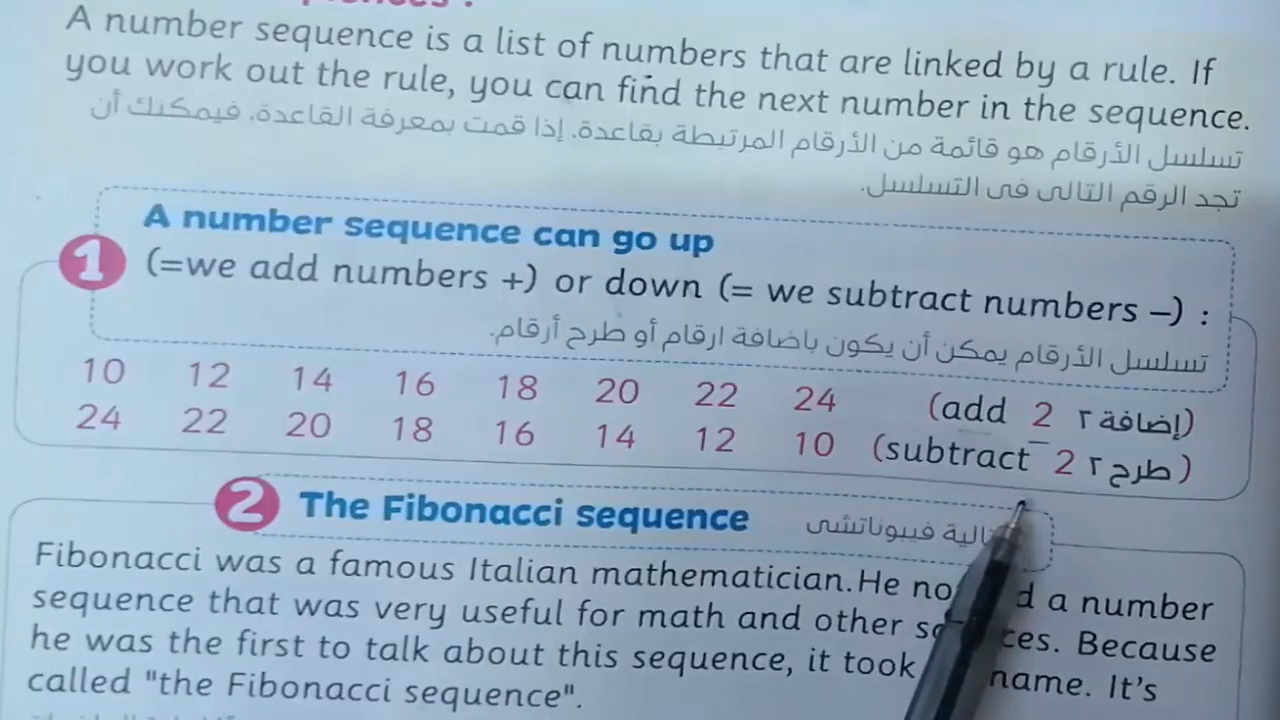 A number sequence is a list of numbers that are linked by a rule. If
you work out the rule, you can find the next number in the sequence.
تسلسل الأرقام هو قائمة من الأرقام المرتبطة بقاعدة. إذا قمت بمعرفة القاعدة، فيمكنك أن
تجد الرقم التالى فى التسلسل.
A number sequence can go up
1 (=we add numbers +) or down (= we subtract numbers –) :
تسلسل الأرقام يمكن أن يكون باضافة ارقام أو طرح أرقام.
10 12 14 16 18 20 22 24 (add 2 إضافة ٢)
24 22 20 18 16 14 12 10 (subtract 2 طرح ٢)
2 The Fibonacci sequence فيبوناتشى
Fibonacci was a famous Italian mathematician.He a number
sequence that was very useful for math and other Because
he was the first to talk about this sequence, it took name. It's
called "the Fibonacci sequence".